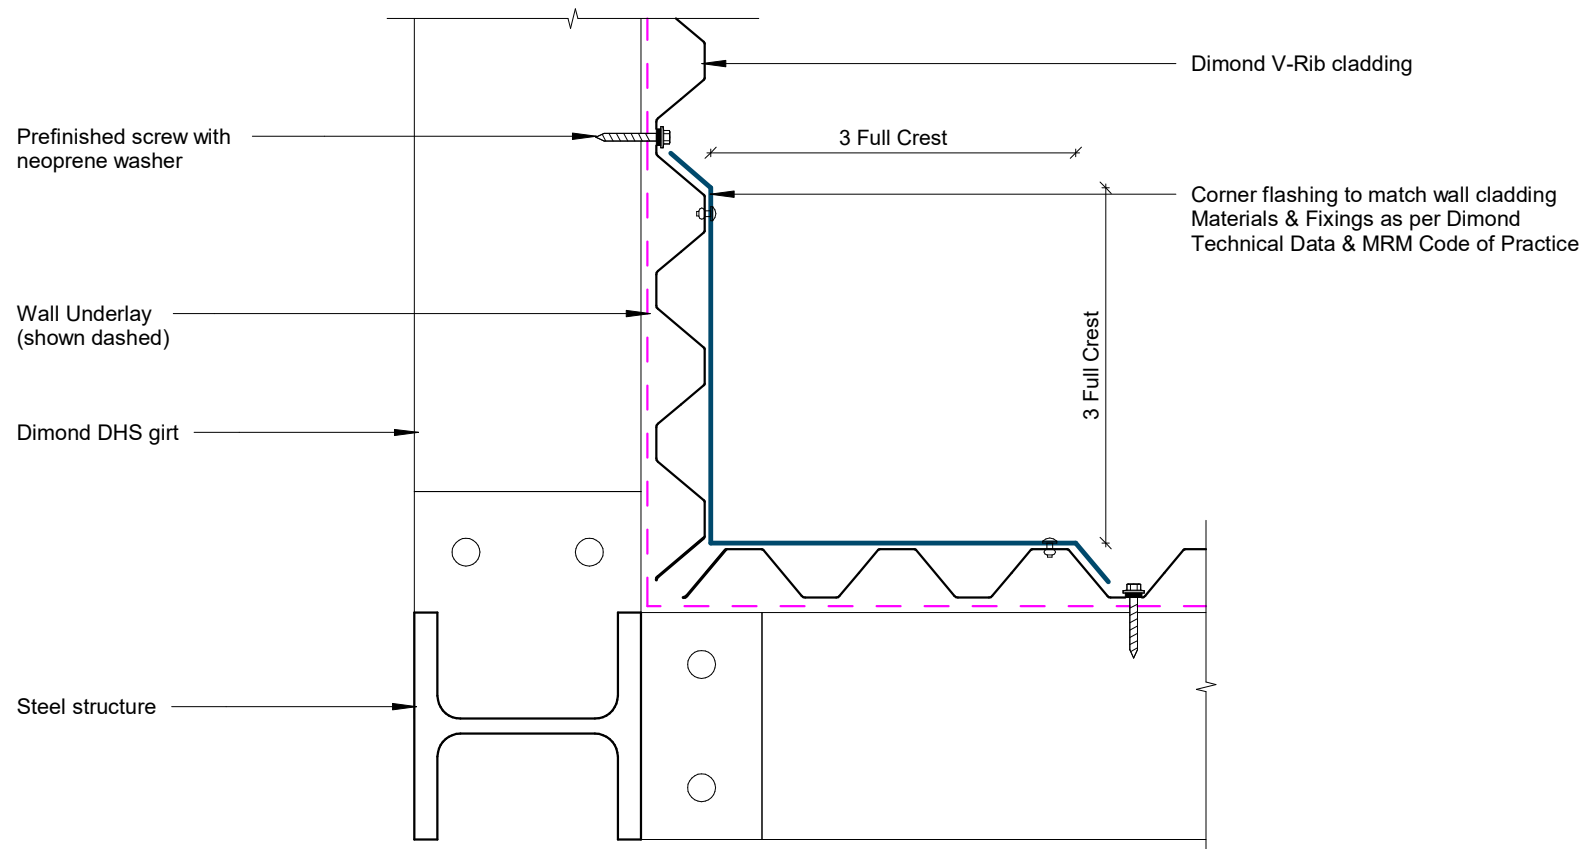 Dimond V-Rib cladding
Prefinished screw with
neoprene washer
3 Full Crest
Corner flashing to match wall cladding
Materials & Fixings as per Dimond
Technical Data & MRM Code of Practice
Wall Underlay
(shown dashed)
3 Full Crest
Dimond DHS girt
Steel structure